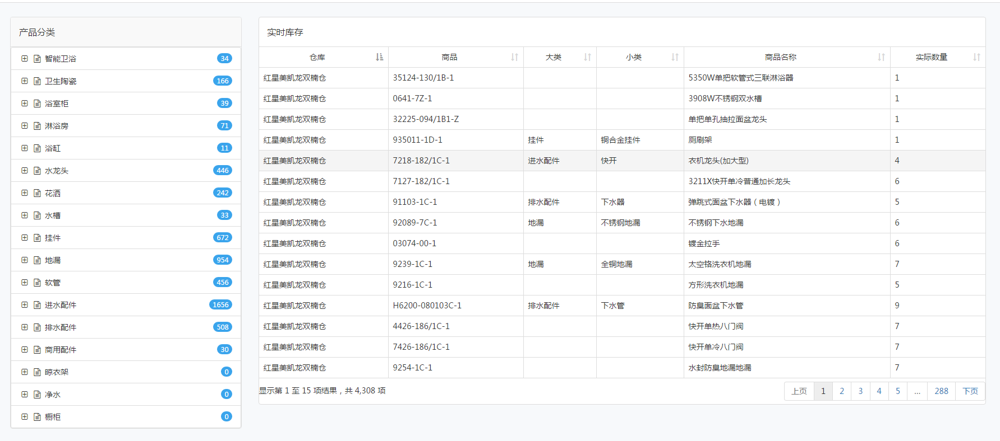 产品分类
智能卫浴 34
卫生陶瓷 166
浴室柜 39
淋浴房 71
浴缸 11
水龙头 446
花洒 242
水槽 33
挂件 672
地漏 954
软管 456
进水配件 1656
排水配件 508
商用配件 30
晾衣架 0
净水 0
橱柜 0
实时库存
仓库 商品 大类 小类 商品名称 实际数量
红星美凯龙双楠仓 35124-130/1B-1 5350W单把软管式三联淋浴器 1
红星美凯龙双楠仓 0641-7Z-1 3908W不锈钢双水槽 1
红星美凯龙双楠仓 32225-094/1B1-Z 单把单孔抽拉面盆龙头 1
红星美凯龙双楠仓 935011-1D-1 挂件 铜合金挂件 厕刷架 1
红星美凯龙双楠仓 7218-182/1C-1 进水配件 快开 衣机龙头(加大型) 4
红星美凯龙双楠仓 7127-182/1C-1 3211X快开单冷普通加长龙头 6
红星美凯龙双楠仓 91103-1C-1 排水配件 下水器 弹跳式面盆下水器（电镀） 5
红星美凯龙双楠仓 92089-7C-1 地漏 不锈钢地漏 不锈钢下水地漏 6
红星美凯龙双楠仓 03074-00-1 镀金拉手 6
红星美凯龙双楠仓 9239-1C-1 地漏 全铜地漏 太空铬洗衣机地漏 7
红星美凯龙双楠仓 9216-1C-1 方形洗衣机地漏 5
红星美凯龙双楠仓 H6200-080103C-1 排水配件 下水管 防臭面盆下水管 9
红星美凯龙双楠仓 4426-186/1C-1 快开单热八门阀 7
红星美凯龙双楠仓 7426-186/1C-1 快开单冷八门阀 7
红星美凯龙双楠仓 9254-1C-1 水封防臭地漏地漏 7
显示第 1 至 15 项结果，共 4,308 项
上页 1 2 3 4 5 ... 288 下页